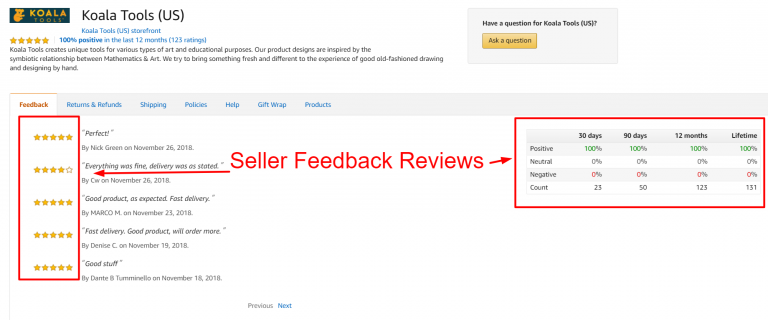 KOALA
TOOLS
Koala Tools (US)
Koala Tools (US) storefront
100% positive in the last 12 months (123 ratings)
Koala Tools creates unique tools for various types of art and educational purposes. Our product designs are inspired by the
symbiotic relationship between Mathematics & Art. We try to bring something fresh and different to the experience of good old-fashioned drawing
and designing by hand.
Have a question for Koala Tools (US)?
Ask a question
Feedback Returns & Refunds Shipping Policies Help Gift Wrap Products
"Perfect! "
By Nick Green on November 26, 2018.
"Everything was fine, delivery was as stated. "
By Cw on November 26, 2018.
"Good product, as expected. Fast delivery. "
By MARCO M. on November 23, 2018.
"Fast delivery. Good product, will order more. "
By Denise C. on November 19, 2018.
"Good stuff "
By Dante B Tumminello on November 18, 2018.
Previous Next
Seller Feedback Reviews
30 days 90 days 12 months Lifetime
Positive 100% 100% 100% 100%
Neutral 0% 0% 0% 0%
Negative 0% 0% 0% 0%
Count 23 50 123 131